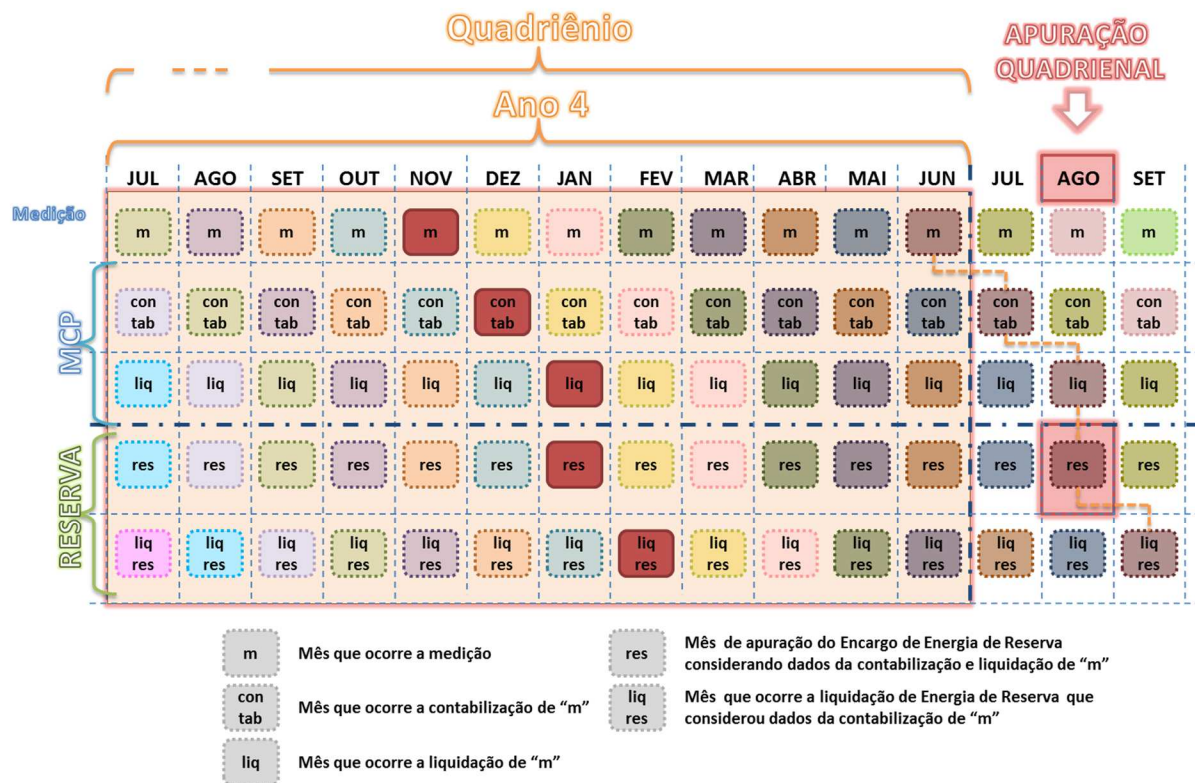 Quadriênio
APURAÇÃO
QUADRIENAL
Ano 4
JUL AGO SET OUT NOV DEZ JAN FEV MAR ABR MAI JUN JUL AGO SET
Medição
m m m m m m m m m m m m m m m
MCP
con con con con con con con con con con con con con con con
tab tab tab tab tab tab tab tab tab tab tab tab tab tab tab
liq liq liq liq liq liq liq liq liq liq liq liq liq liq liq
RESERVA
res res res res res res res res res res res res res res res
liq liq liq liq liq liq liq liq liq liq liq liq liq liq liq
res res res res res res res res res res res res res res res
m Mês que ocorre a medição
con
tab
Mês que ocorre a contabilização de “m”
liq Mês que ocorre a liquidação de “m”
res
Mês de apuração do Encargo de Energia de Reserva
considerando dados da contabilização e liquidação de “m”
liq
res
Mês que ocorre a liquidação de Energia de Reserva que
considerou dados da contabilização de “m”